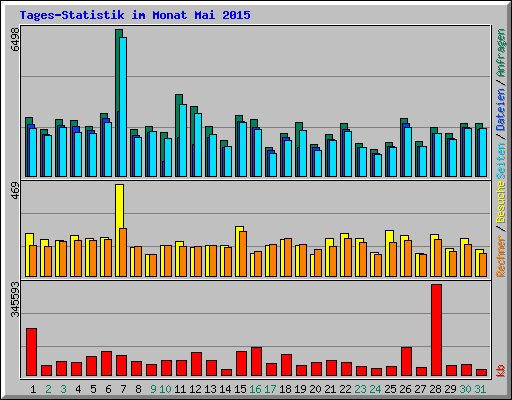 Tages-Statistik im Monat Mai 2015
6498
469
345593
Rechner / Besuche Seiten / Dateien / Anfragen
kb
1 2 3 4 5 6 7 8 9 10 11 12 13 14 15 16 17 18 19 20 21 22 23 24 25 26 27 28 29 30 31